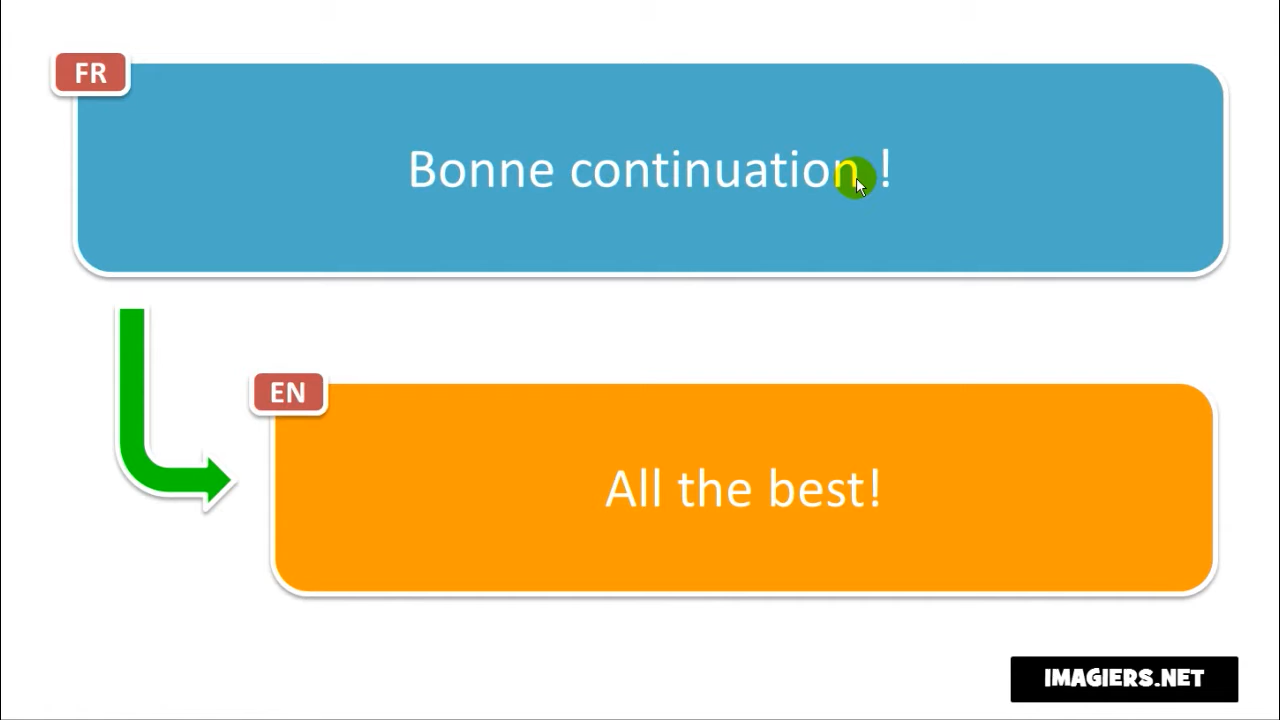 FR
Bonne continuation !
EN
All the best!
IMAGIERS.NET